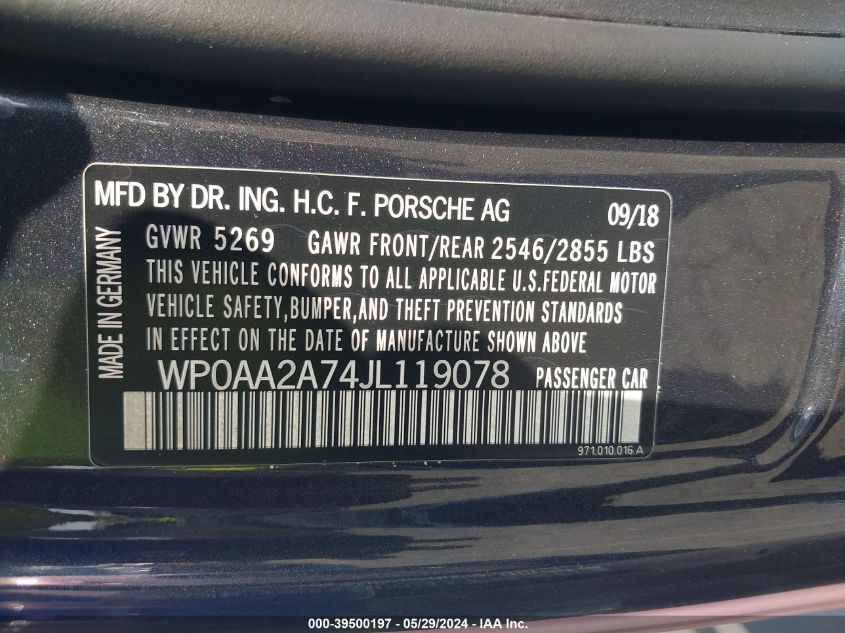 MFD BY DR. ING. H.C. F. PORSCHE AG 09/18
GVWR 5269 GAWR FRONT/REAR 2546/2855 LBS
THIS VEHICLE CONFORMS TO ALL APPLICABLE U.S.FEDERAL MOTOR
VEHICLE SAFETY,BUMPER,AND THEFT PREVENTION STANDARDS
IN EFFECT ON THE DATE OF MANUFACTURE SHOWN ABOVE
MADE IN GERMANY
WP0AA2A74JL119078 PASSENGER CAR
971.010.016.A
000-39500197 - 05/29/2024 - IAA Inc.